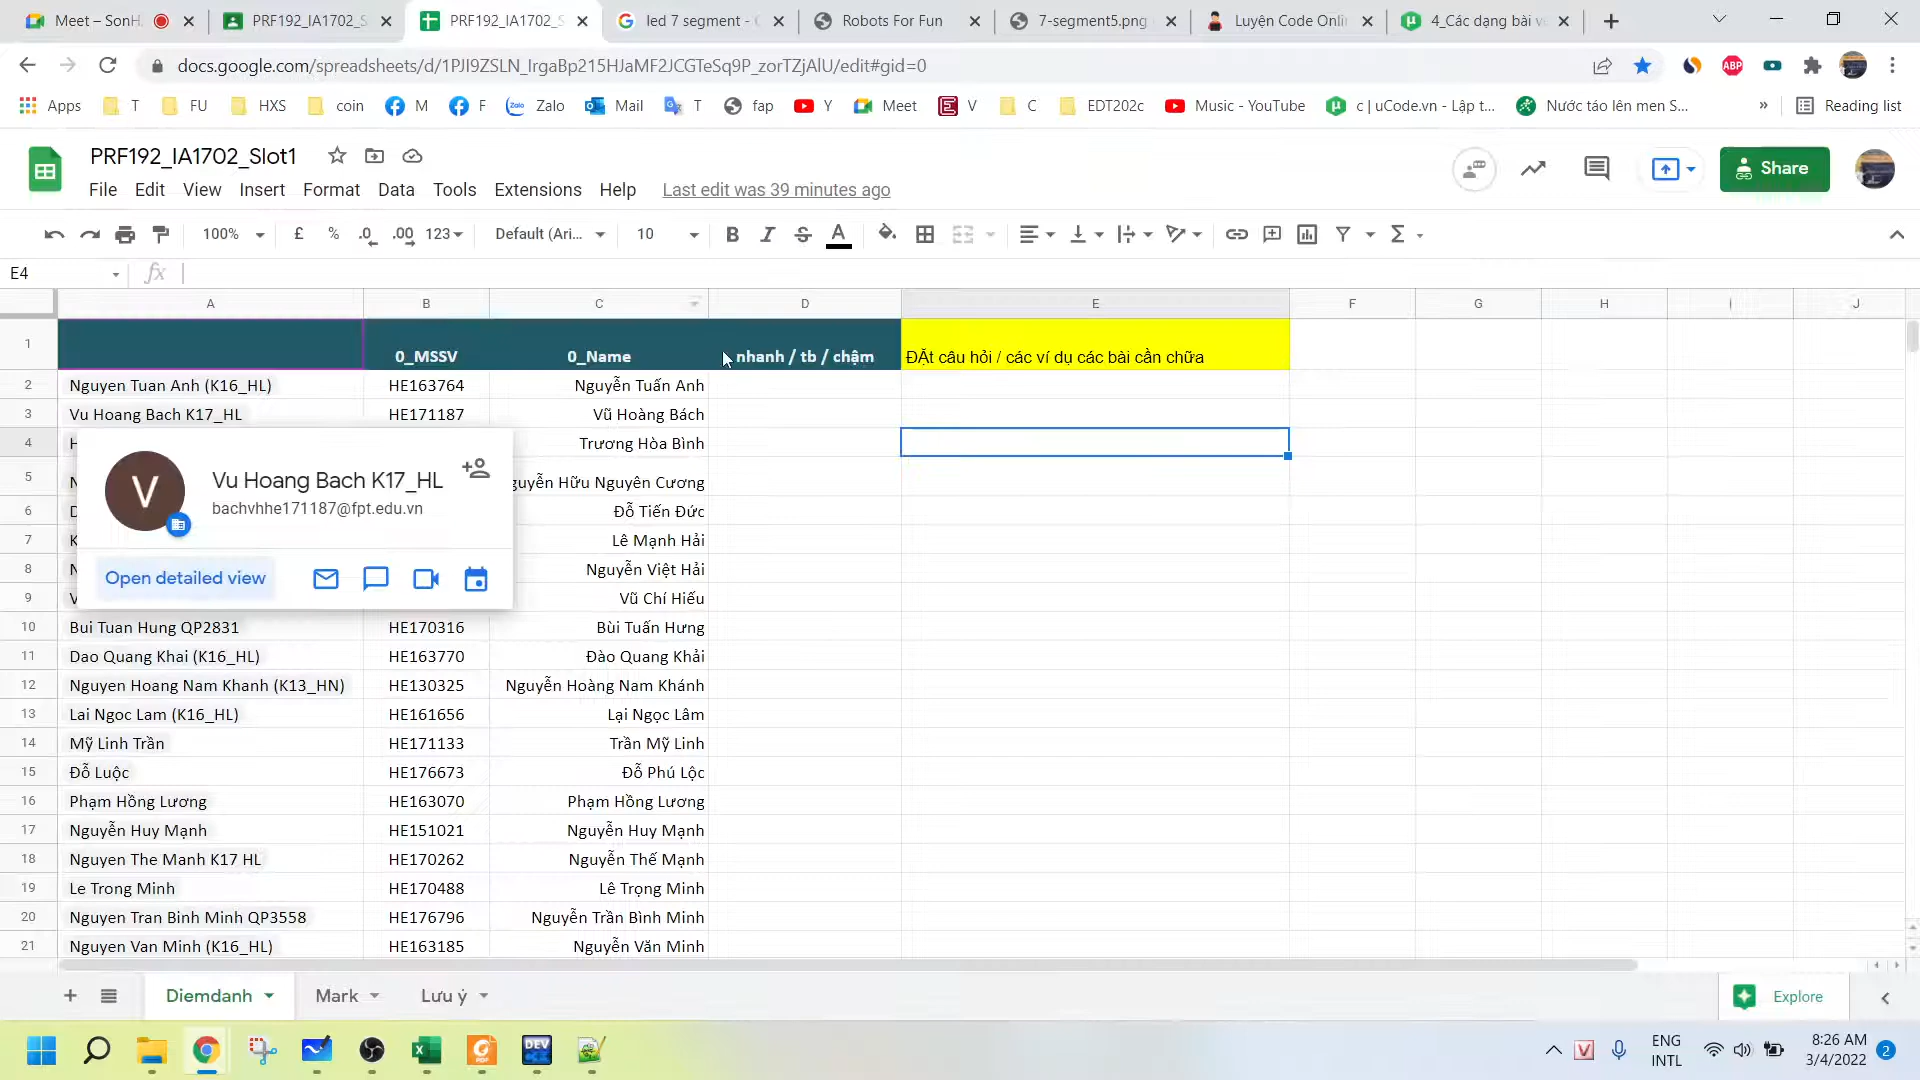 Meet – SonH
PRF192_IA1702_S
PRF192_IA1702_S
led 7 segment - 
Robots For Fun
7-segment5.png
Luyện Code Onli
4_Các dạng bài v
docs.google.com/spreadsheets/d/1PJI9ZSLN_IrgaBp215HJaMF2JCGTeSq9P_zorTZjAlU/edit#gid=0
ABP
Apps T FU HXS coin M F Zalo Mail T fap Y Meet V C EDT202c Music - YouTube c | uCode.vn - Lập t... Nước táo lên men S... » Reading list
PRF192_IA1702_Slot1
Share
File Edit View Insert Format Data Tools Extensions Help Last edit was 39 minutes ago
100% £ % .0 .00 123 Default (Ari... 10 B I S A
E4 fx
A B C D E F G H I J
1 0_MSSV 0_Name nhanh / tb / chậm ĐẶt câu hỏi / các ví dụ các bài cần chữa
2 Nguyen Tuan Anh (K16_HL) HE163764 Nguyễn Tuấn Anh
3 Vu Hoang Bach K17_HL HE171187 Vũ Hoàng Bách
4 H Trương Hòa Bình
5 N guyễn Hữu Nguyên Cương
6 D Đỗ Tiến Đức
7 K Lê Mạnh Hải
8 N Nguyễn Việt Hải
9 V Vũ Chí Hiếu
V
Vu Hoang Bach K17_HL
bachvhhe171187@fpt.edu.vn
Open detailed view
10 Bui Tuan Hung QP2831 HE170316 Bùi Tuấn Hưng
11 Dao Quang Khai (K16_HL) HE163770 Đào Quang Khải
12 Nguyen Hoang Nam Khanh (K13_HN) HE130325 Nguyễn Hoàng Nam Khánh
13 Lai Ngoc Lam (K16_HL) HE161656 Lại Ngọc Lâm
14 Mỹ Linh Trần HE171133 Trần Mỹ Linh
15 Đỗ Luộc HE176673 Đỗ Phú Lộc
16 Phạm Hồng Lương HE163070 Phạm Hồng Lương
17 Nguyễn Huy Mạnh HE151021 Nguyễn Huy Mạnh
18 Nguyen The Manh K17 HL HE170262 Nguyễn Thế Mạnh
19 Le Trong Minh HE170488 Lê Trọng Minh
20 Nguyen Tran Binh Minh QP3558 HE176796 Nguyễn Trần Bình Minh
21 Nguyen Van Minh (K16_HL) HE163185 Nguyễn Văn Minh
Diemdanh Mark Lưu ý Explore
DEV
ENG
INTL
8:26 AM
3/4/2022
2